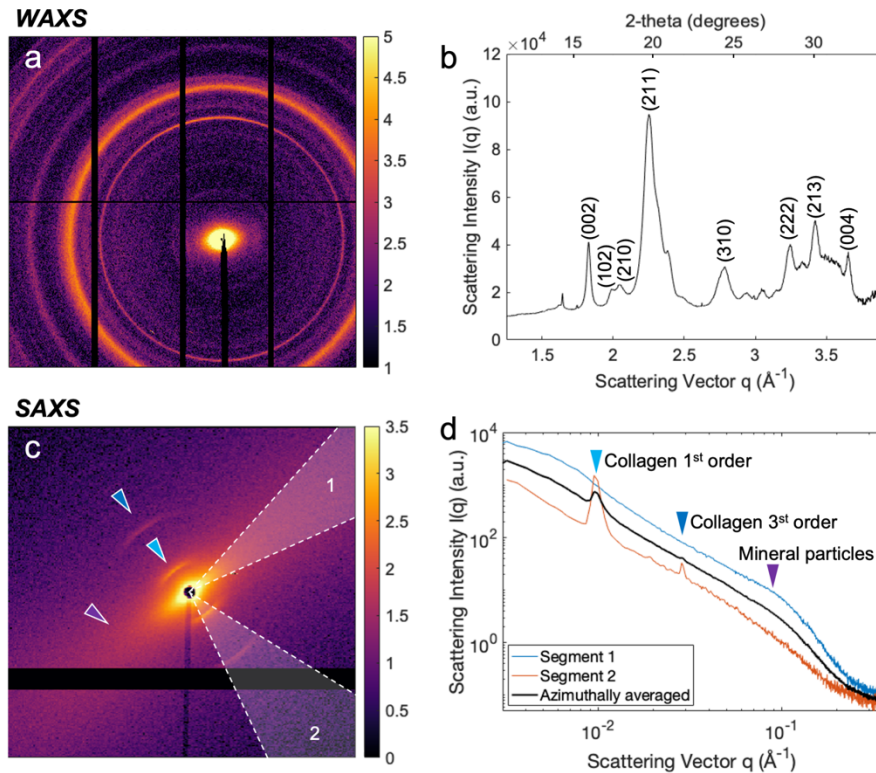 WAXS
a
5
4.5
4
3.5
3
2.5
2
1.5
1
b
2-theta (degrees)
15 20 25 30
× 10⁴
12
10
8
6
4
2
0
Scattering Intensity I(q) (a.u.)
(002)
(102)
(210)
(211)
(310)
(222)
(213)
(004)
1.5 2 2.5 3 3.5
Scattering Vector q (Å⁻¹)
SAXS
c
1
2
3.5
3
2.5
2
1.5
1
0.5
0
d
10⁴
10²
10⁰
Scattering Intensity I(q) (a.u.)
Collagen 1ˢᵗ order
Collagen 3ˢᵗ order
Mineral particles
Segment 1
Segment 2
Azimuthally averaged
10⁻² 10⁻¹
Scattering Vector q (Å⁻¹)